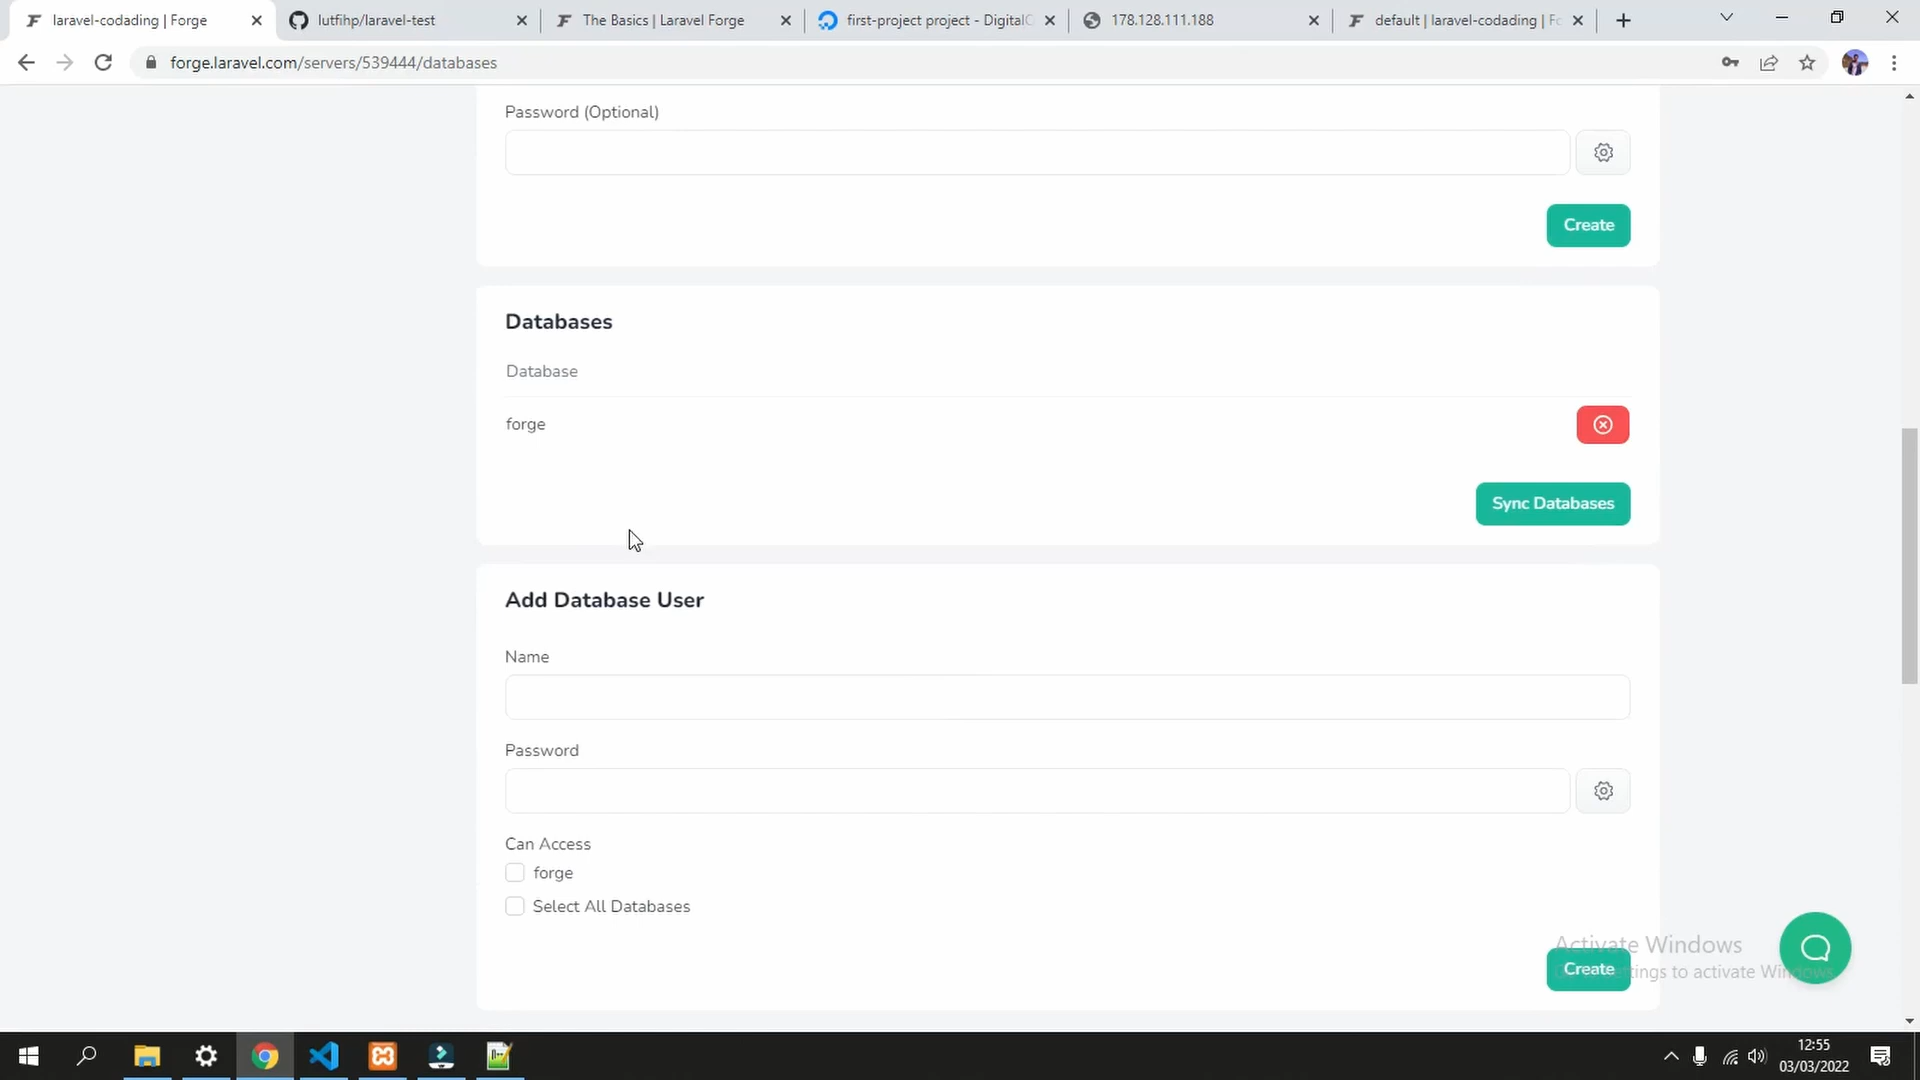 laravel-codading | Forge
lutfihp/laravel-test
The Basics | Laravel Forge
first-project project - DigitalO
178.128.111.188
default | laravel-codading | Fo
forge.laravel.com/servers/539444/databases
Password (Optional)
Create
Databases
Database
forge
Sync Databases
Add Database User
Name
Password
Can Access
forge
Select All Databases
Activate Windows
Create
tings to activate Windows.
12:55
03/03/2022